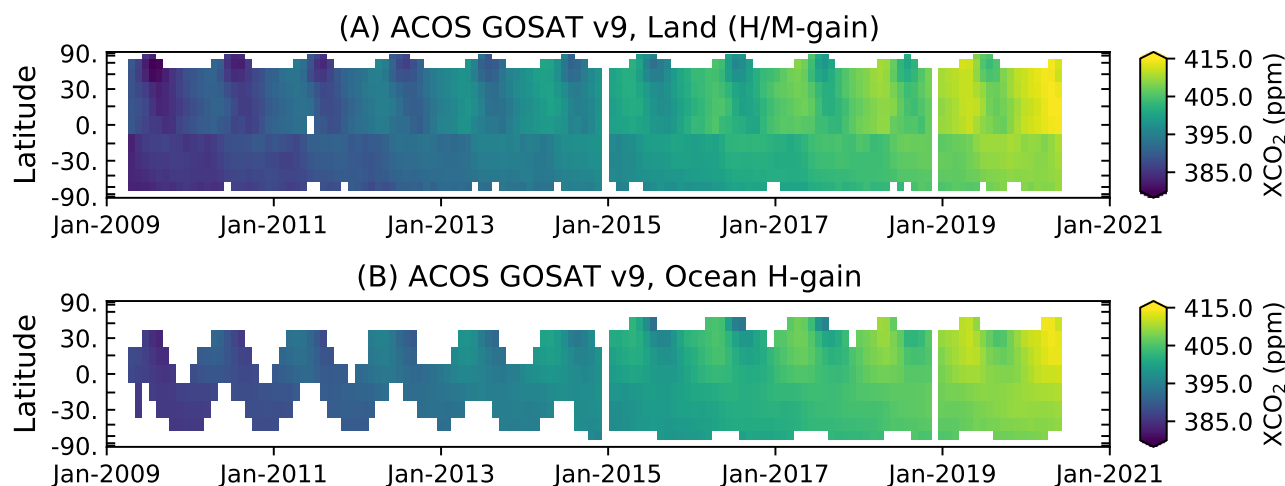 (A) ACOS GOSAT v9, Land (H/M-gain)
Latitude
90.
30.
0.
-30.
-90.
Jan-2009 Jan-2011 Jan-2013 Jan-2015 Jan-2017 Jan-2019 Jan-2021
415.0
405.0
395.0
385.0
XCO₂ (ppm)
(B) ACOS GOSAT v9, Ocean H-gain
Latitude
90.
30.
0.
-30.
-90.
Jan-2009 Jan-2011 Jan-2013 Jan-2015 Jan-2017 Jan-2019 Jan-2021
415.0
405.0
395.0
385.0
XCO₂ (ppm)